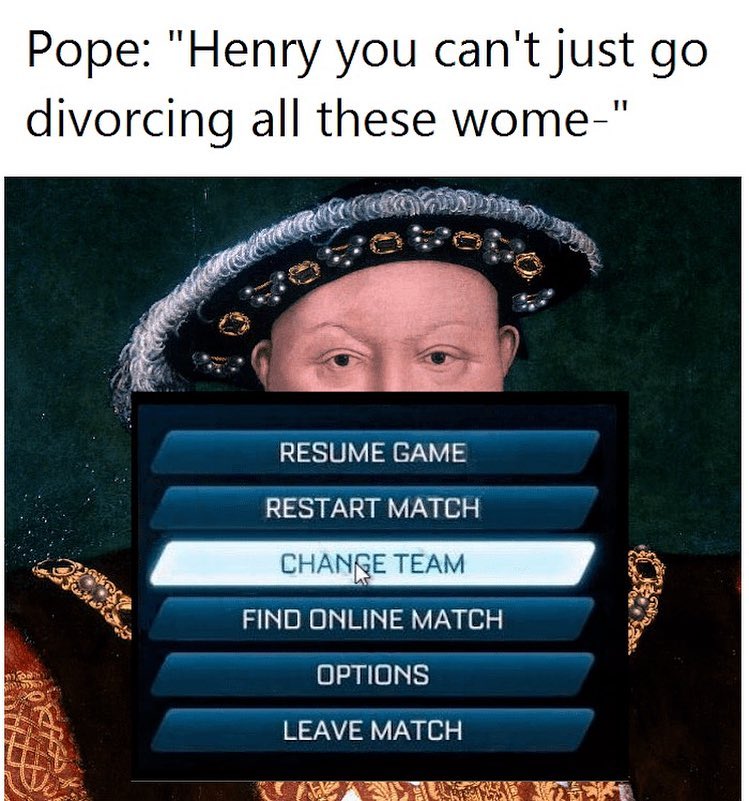 Pope: "Henry you can't just go
divorcing all these wome-"
RESUME GAME
RESTART MATCH
CHANGE TEAM
FIND ONLINE MATCH
OPTIONS
LEAVE MATCH